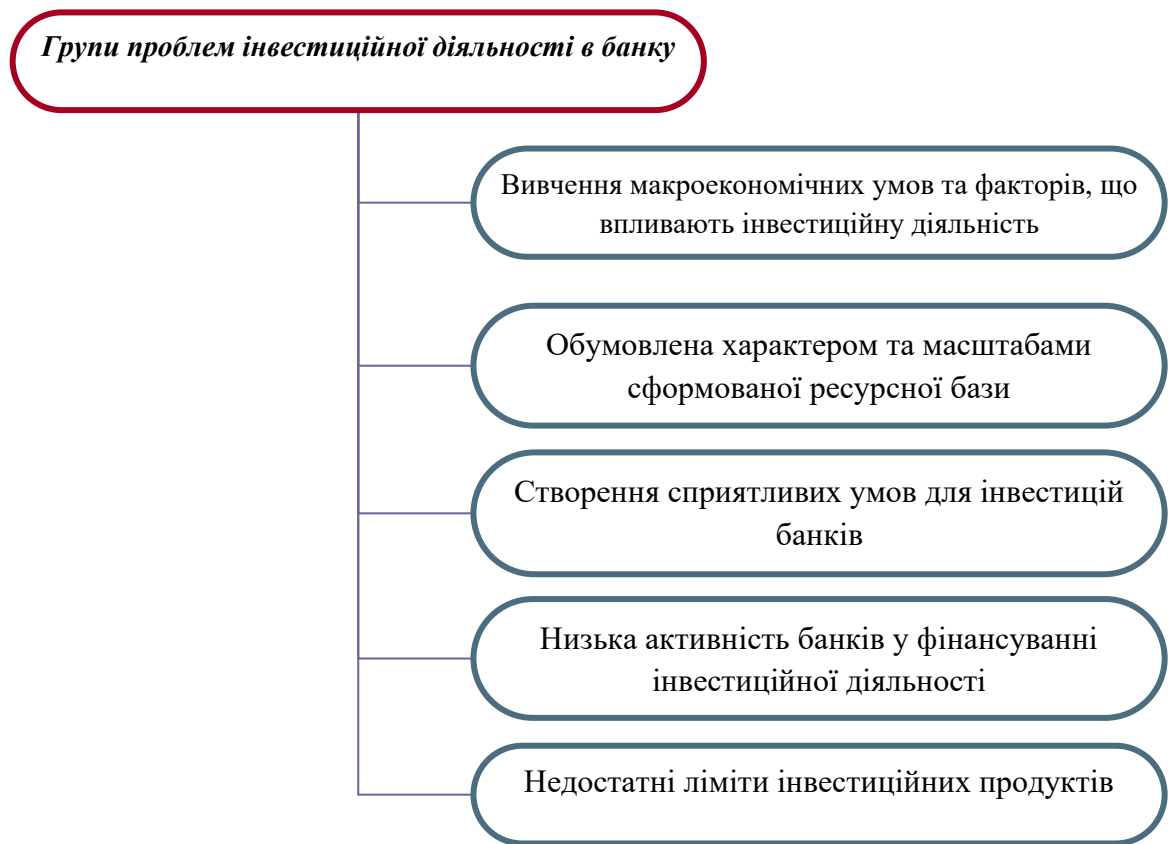 Групи проблем інвестиційної діяльності в банку
Вивчення макроекономічних умов та факторів, що
впливають інвестиційну діяльність
Обумовлена характером та масштабами
сформованої ресурсної бази
Створення сприятливих умов для інвестицій
банків
Низька активність банків у фінансуванні
інвестиційної діяльності
Недостатні ліміти інвестиційних продуктів